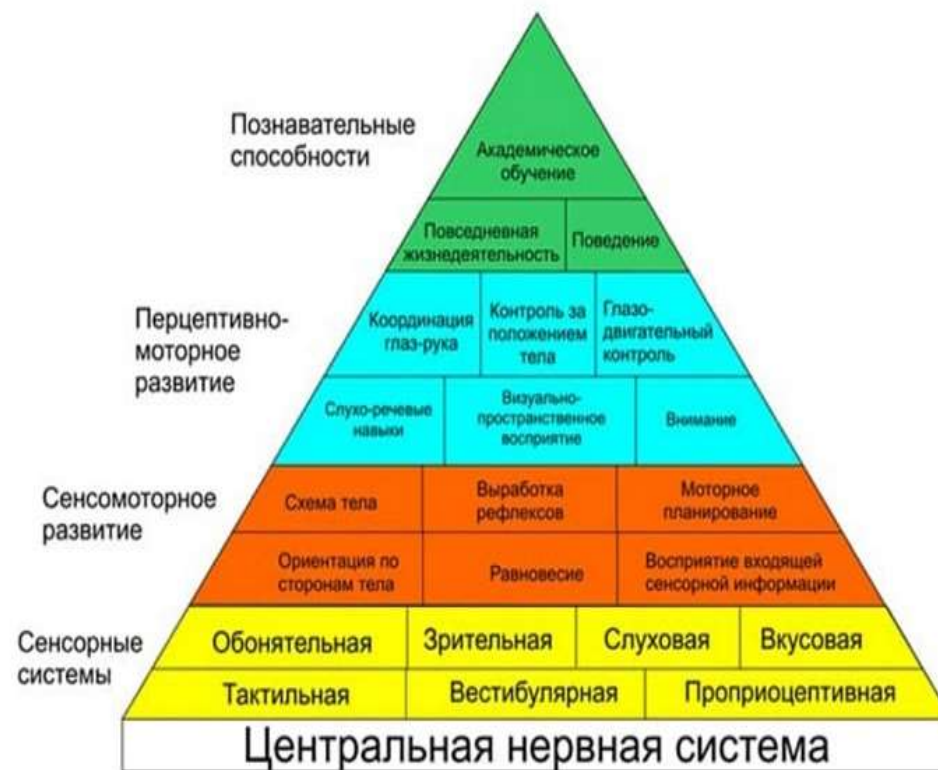 Познавательные
способности
Академическое
обучение
Повседневная
жизнедеятельность
Поведение
Перцептивно-
моторное
развитие
Координация
глаз-рука
Контроль за
положением
тела
Глазо-
двигательный
контроль
Слухо-речевые
навыки
Визуально-
пространственное
восприятие
Внимание
Сенсомоторное
развитие
Схема тела
Выработка
рефлексов
Моторное
планирование
Ориентация по
сторонам тела
Равновесие
Восприятие входящей
сенсорной информации
Сенсорные
системы
Обонятельная
Зрительная
Слуховая
Вкусовая
Тактильная
Вестибулярная
Проприоцептивная
Центральная нервная система